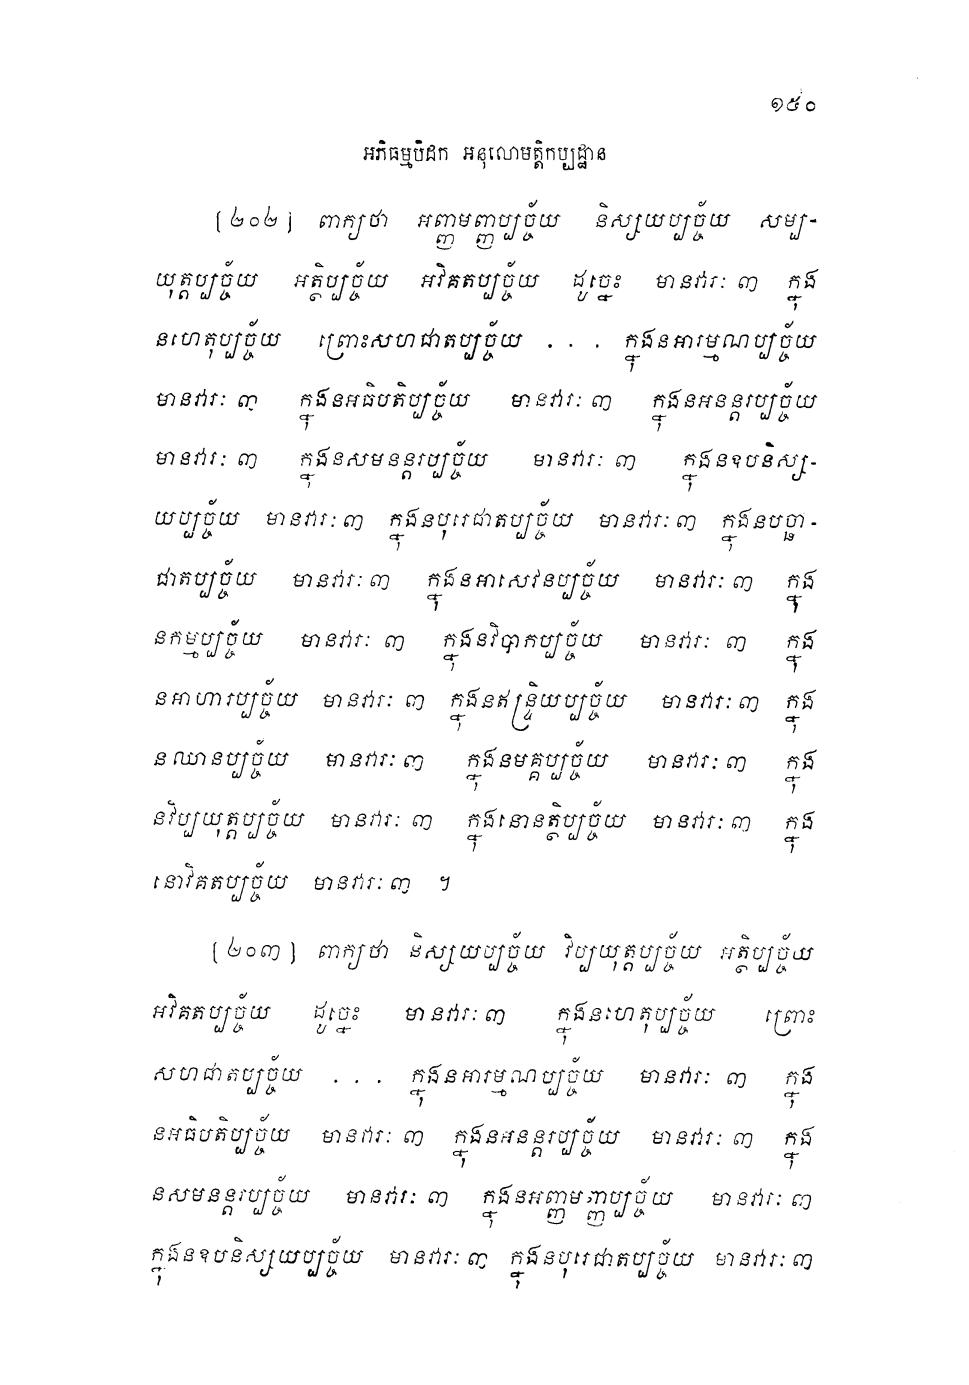 ១៥០
អភិធម្មបិដក អនុលោមត្តិកប្បដ្ឋាន
[២០២] ពាក្យថា អញ្ញមញ្ញប្បច្ច័យ និស្សយប្បច្ច័យ សម្ប-
យុត្តប្បច្ច័យ អត្ថិប្បច្ច័យ អវិគតប្បច្ច័យ ដូច្នេះ មានវារៈ ៣ ក្នុង
នហេតុប្បច្ច័យ ព្រោះសហជាតប្បច្ច័យ . . . ក្នុងនអារម្មណប្បច្ច័យ
មានវារៈ ៣ ក្នុងនអធិបតិប្បច្ច័យ មានវារៈ ៣ ក្នុងនអនន្តរប្បច្ច័យ
មានវារៈ ៣ ក្នុងនសមនន្តរប្បច្ច័យ មានវារៈ ៣ ក្នុងនឧបនិស្ស-
យប្បច្ច័យ មានវារៈ ៣ ក្នុងនបុរេជាតប្បច្ច័យ មានវារៈ ៣ ក្នុងនបច្ឆា-
ជាតប្បច្ច័យ មានវារៈ ៣ ក្នុងនអាសេវនប្បច្ច័យ មានវារៈ ៣ ក្នុង
នកម្មប្បច្ច័យ មានវារៈ ៣ ក្នុងនវិបាកប្បច្ច័យ មានវារៈ ៣ ក្នុង
នអាហារប្បច្ច័យ មានវារៈ ៣ ក្នុងនឥន្ទ្រិយប្បច្ច័យ មានវារៈ ៣ ក្នុង
នឈានប្បច្ច័យ មានវារៈ ៣ ក្នុងនមគ្គប្បច្ច័យ មានវារៈ ៣ ក្នុង
នវិប្បយុត្តប្បច្ច័យ មានវារៈ ៣ ក្នុងនោនត្ថិប្បច្ច័យ មានវារៈ ៣ ក្នុង
នោវិគតប្បច្ច័យ មានវារៈ ៣ ។
[២០៣] ពាក្យថា និស្សយប្បច្ច័យ វិប្បយុត្តប្បច្ច័យ អត្ថិប្បច្ច័យ
អវិគតប្បច្ច័យ ដូច្នេះ មានវារៈ ៣ ក្នុងនហេតុប្បច្ច័យ ព្រោះ
សហជាតប្បច្ច័យ . . . ក្នុងនអារម្មណប្បច្ច័យ មានវារៈ ៣ ក្នុង
នអធិបតិប្បច្ច័យ មានវារៈ ៣ ក្នុងនអនន្តរប្បច្ច័យ មានវារៈ ៣ ក្នុង
នសមនន្តរប្បច្ច័យ មានវារៈ ៣ ក្នុងនអញ្ញមញ្ញប្បច្ច័យ មានវារៈ ៣
ក្នុងនឧបនិស្សយប្បច្ច័យ មានវារៈ ៣ ក្នុងនបុរេជាតប្បច្ច័យ មានវារៈ ៣